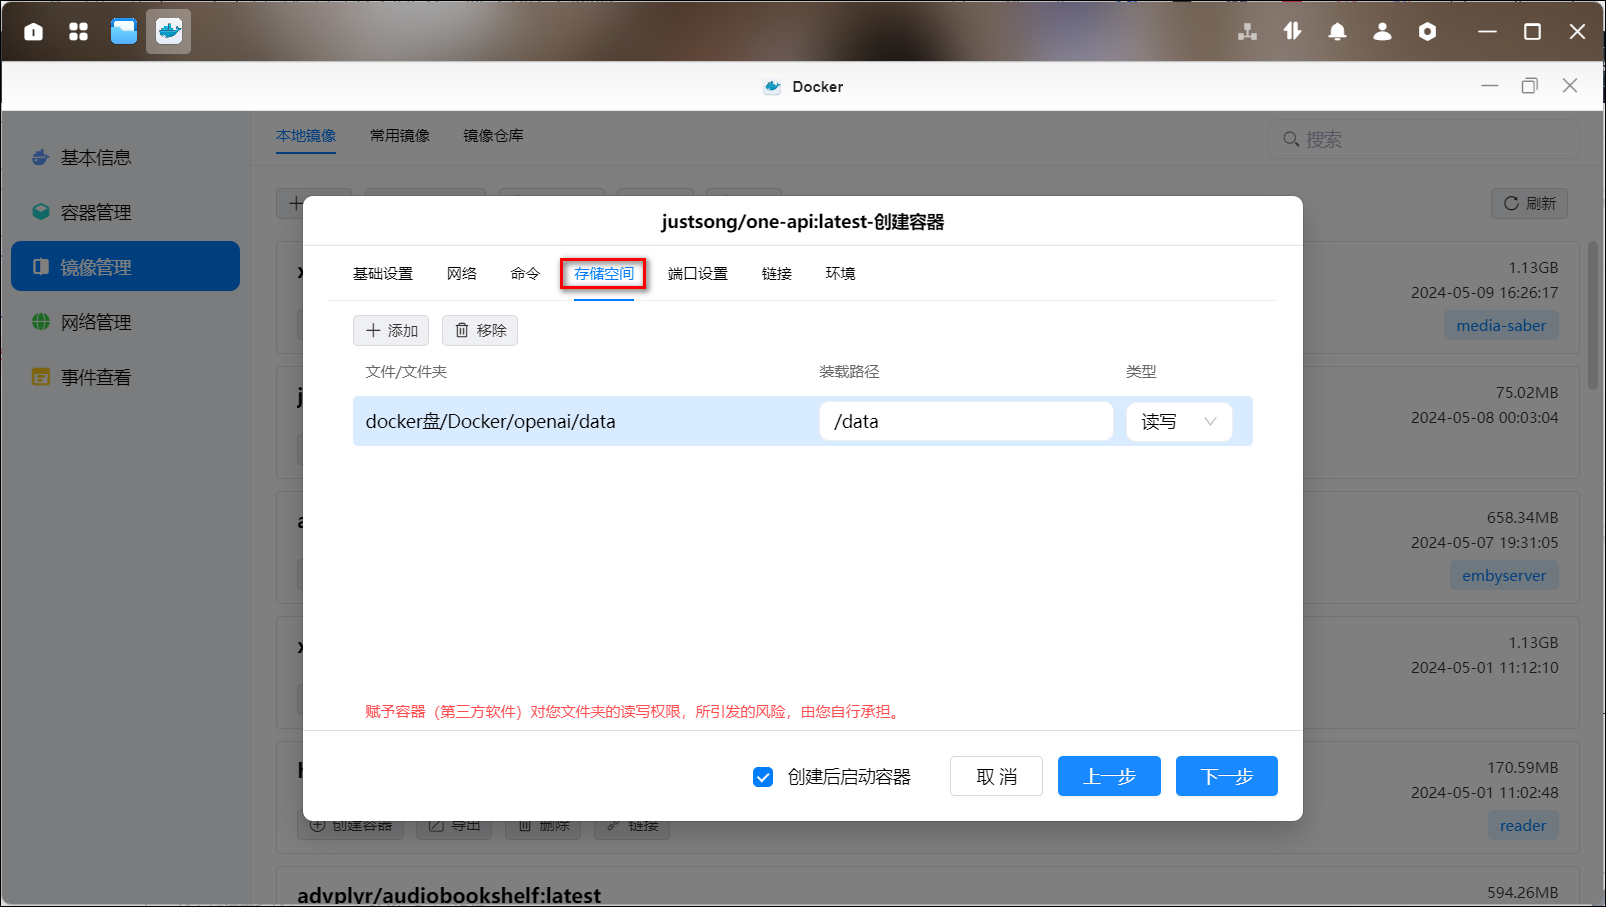 Docker
本地镜像 常用镜像 镜像仓库
搜索
基本信息
容器管理
镜像管理
网络管理
事件查看
刷新
justsong/one-api:latest-创建容器
基础设置 网络 命令 存储空间 端口设置 链接 环境
添加 移除
文件/文件夹 装载路径 类型
docker盘/Docker/openai/data /data 读写
赋予容器（第三方软件）对您文件夹的读写权限，所引发的风险，由您自行承担。
创建后启动容器 取 消 上一步 下一步
1.13GB
2024-05-09 16:26:17
media-saber
75.02MB
2024-05-08 00:03:04
658.34MB
2024-05-07 19:31:05
embyserver
1.13GB
2024-05-01 11:12:10
170.59MB
2024-05-01 11:02:48
reader
创建容器 导出 删除 链接
advplyr/audiobookshelf:latest
594.26MB